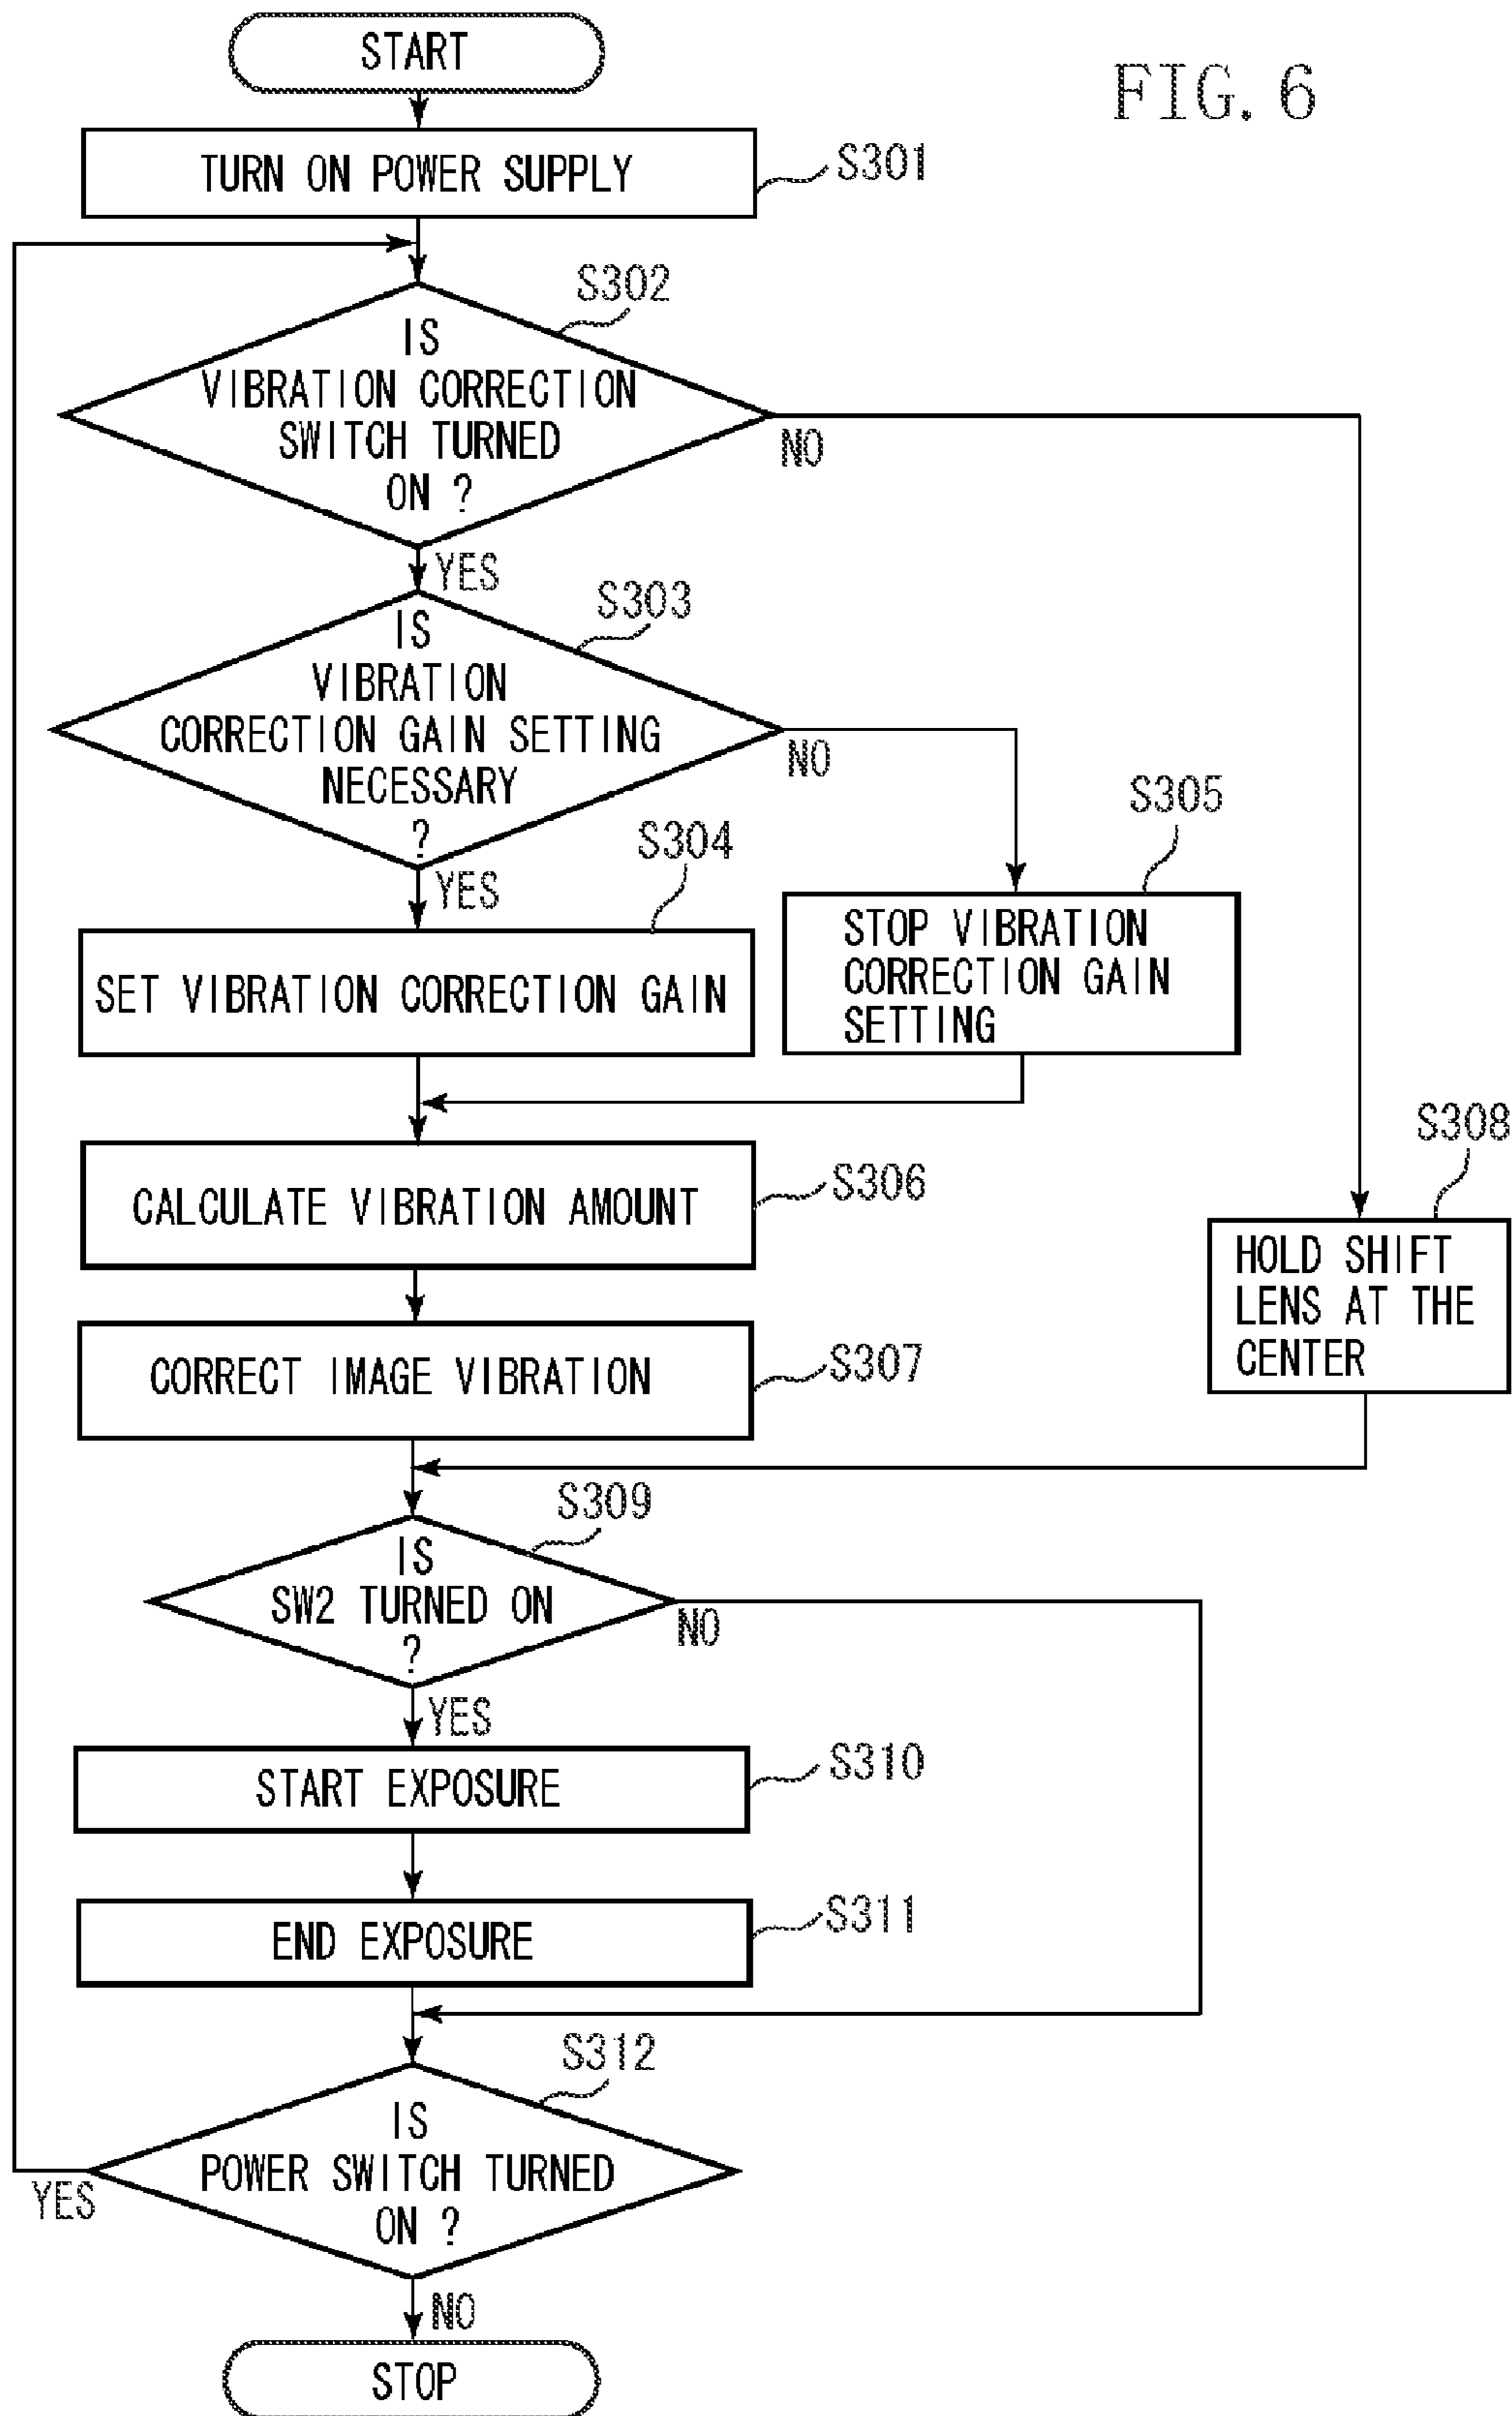 START
FIG. 6
TURN ON POWER SUPPLY
S301
S302
IS
VIBRATION CORRECTION
SWITCH TURNED
ON ?
NO
YES
S303
IS
VIBRATION
CORRECTION GAIN SETTING
NECESSARY
?
NO
YES
S304
SET VIBRATION CORRECTION GAIN
S305
STOP VIBRATION
CORRECTION GAIN
SETTING
CALCULATE VIBRATION AMOUNT
S306
CORRECT IMAGE VIBRATION
S307
S308
HOLD SHIFT
LENS AT THE
CENTER
S309
IS
SW2 TURNED ON
?
NO
YES
START EXPOSURE
S310
END EXPOSURE
S311
S312
IS
POWER SWITCH TURNED
ON ?
YES
NO
STOP